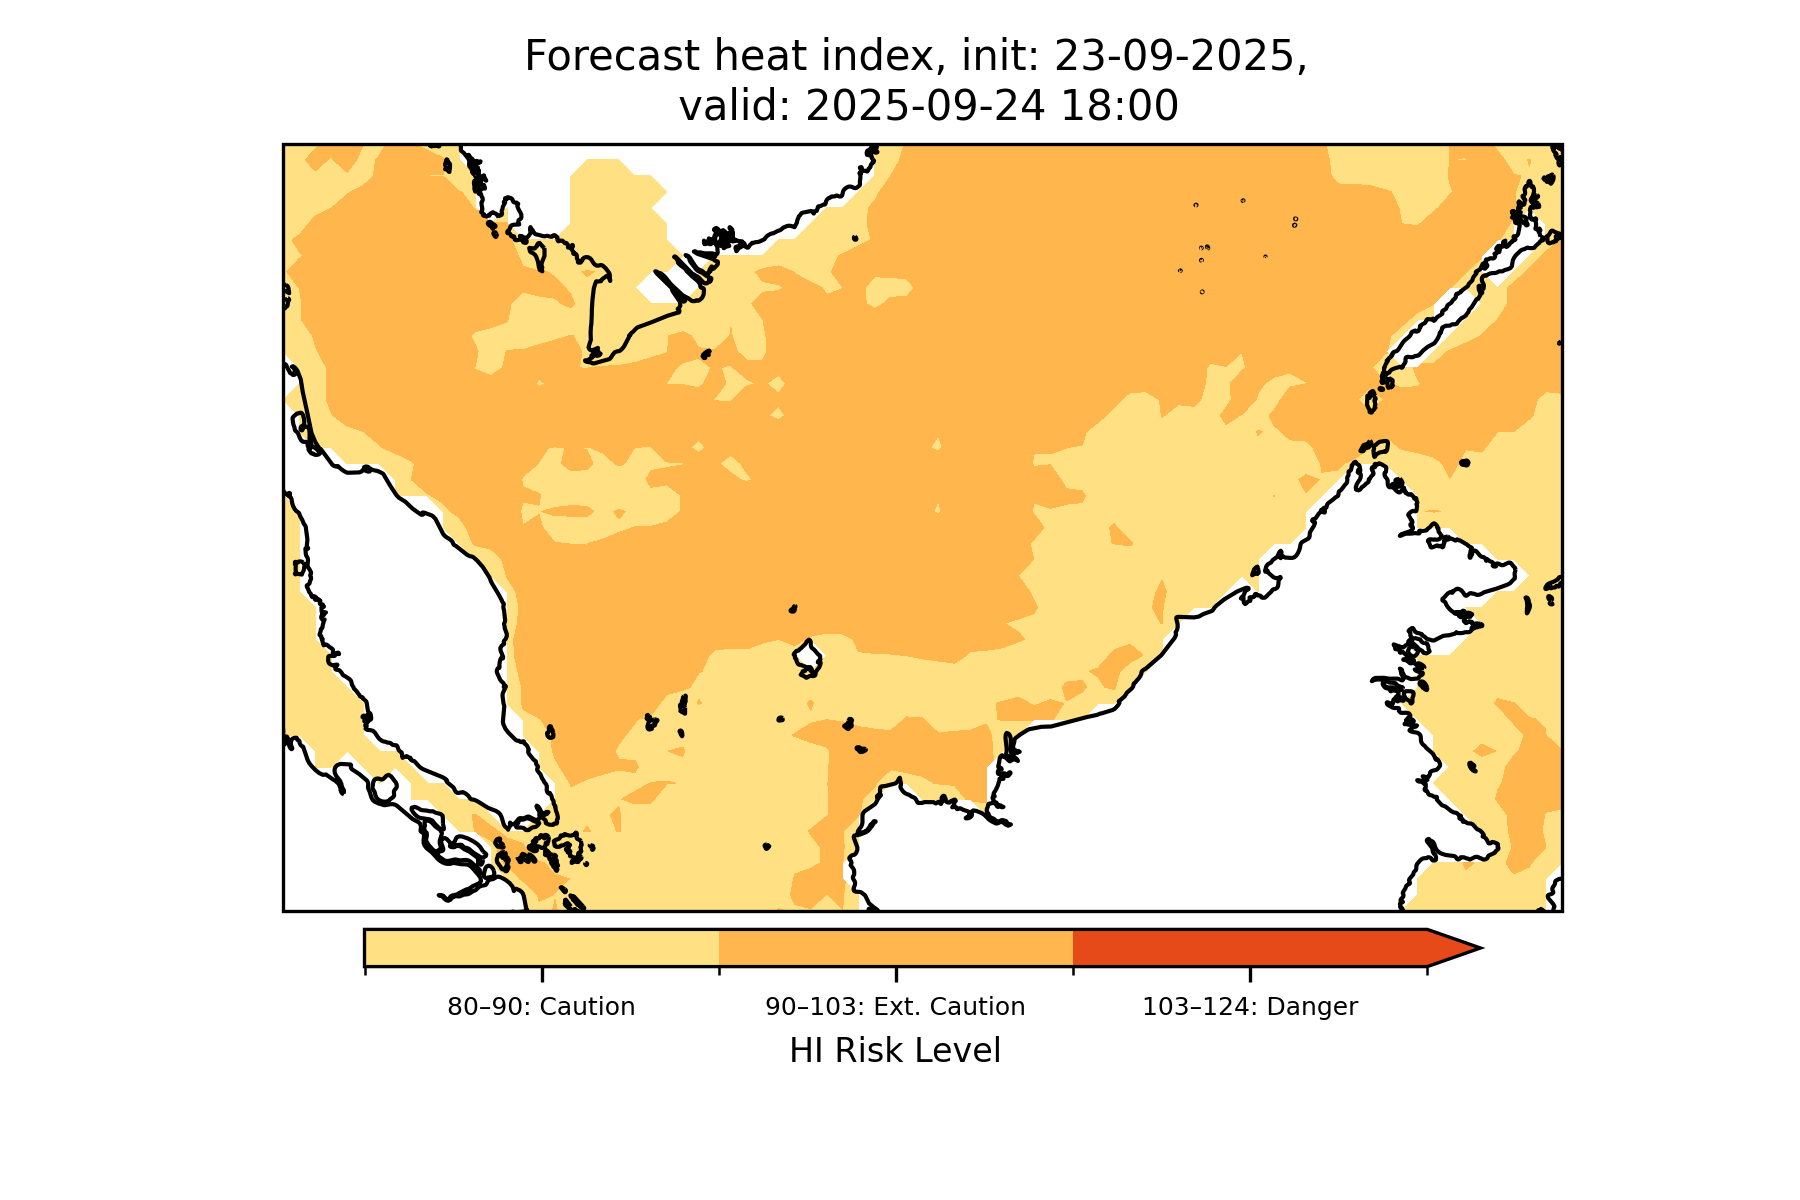 Forecast heat index, init: 23-09-2025,
valid: 2025-09-24 18:00
80–90: Caution
90–103: Ext. Caution
103–124: Danger
HI Risk Level